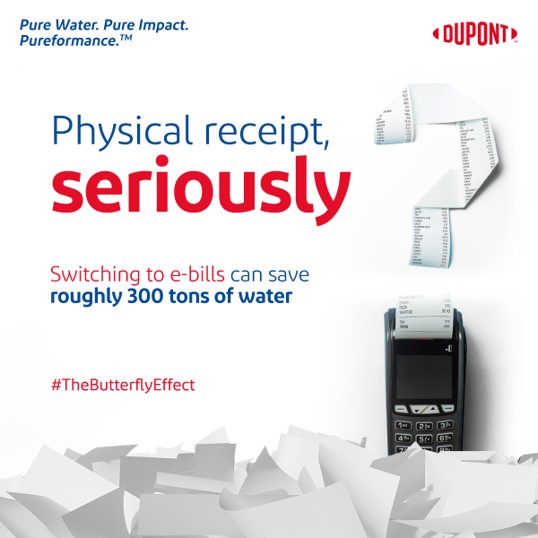 Pure Water. Pure Impact.
Pureformance.™
DUPONT
Physical receipt,
seriously
Switching to e-bills can save
roughly 300 tons of water
#TheButterflyEffect